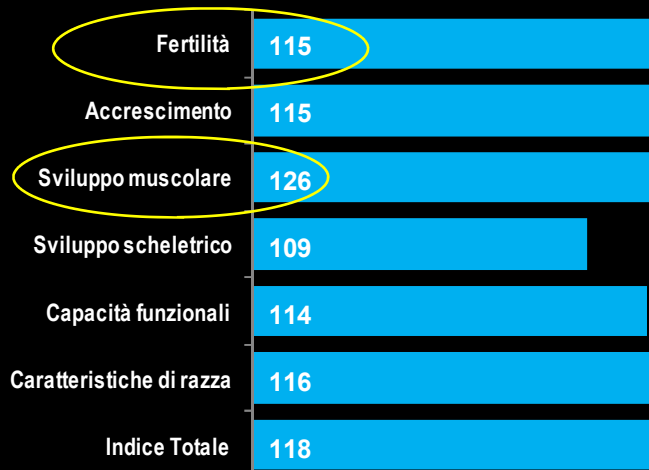 Fertilità 115
Accrescimento 115
Sviluppo muscolare 126
Sviluppo scheletrico 109
Capacità funzionali 114
Caratteristiche di razza 116
Indice Totale 118